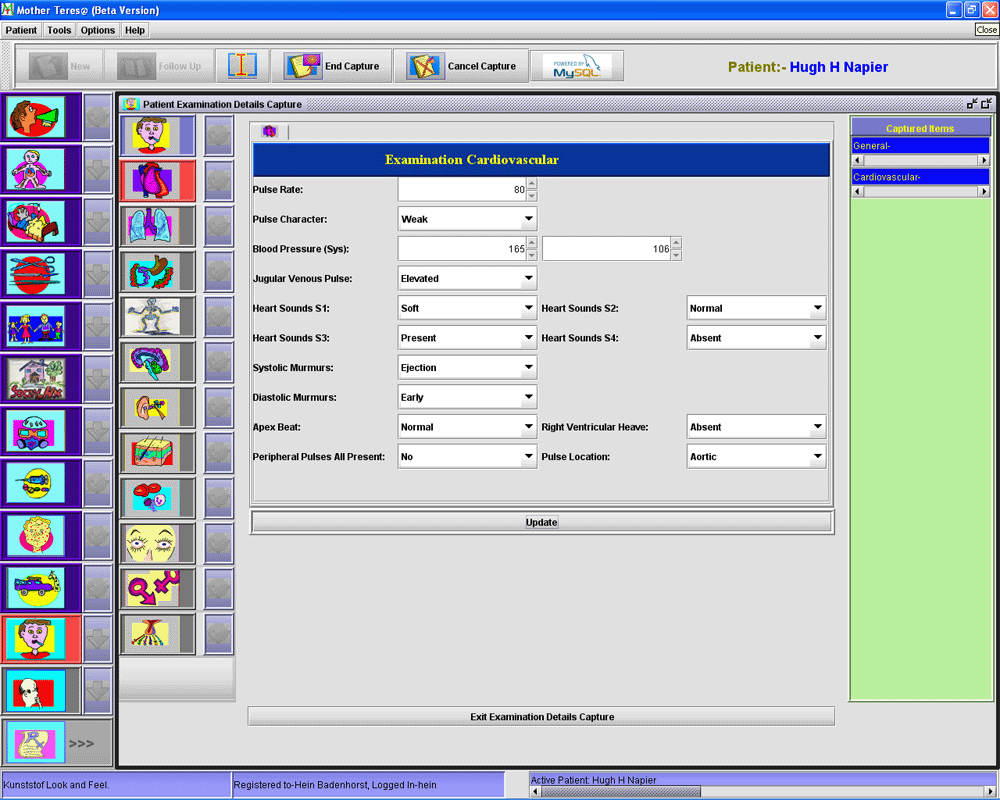 Mother Teres@ (Beta Version)
Patient Tools Options Help
Close
New Follow Up End Capture Cancel Capture POWERED BY MySQL Patient:- Hugh H Napier
Patient Examination Details Capture
Captured Items
General-
Cardiovascular-
Examination Cardiovascular
Pulse Rate: 80
Pulse Character: Weak
Blood Pressure (Sys): 165 106
Jugular Venous Pulse: Elevated
Heart Sounds S1: Soft Heart Sounds S2: Normal
Heart Sounds S3: Present Heart Sounds S4: Absent
Systolic Murmurs: Ejection
Diastolic Murmurs: Early
Apex Beat: Normal Right Ventricular Heave: Absent
Peripheral Pulses All Present: No Pulse Location: Aortic
Update
Exit Examination Details Capture
>>>
Kunststof Look and Feel. Registered to-Hein Badenhorst, Logged In-hein Active Patient: Hugh H Napier